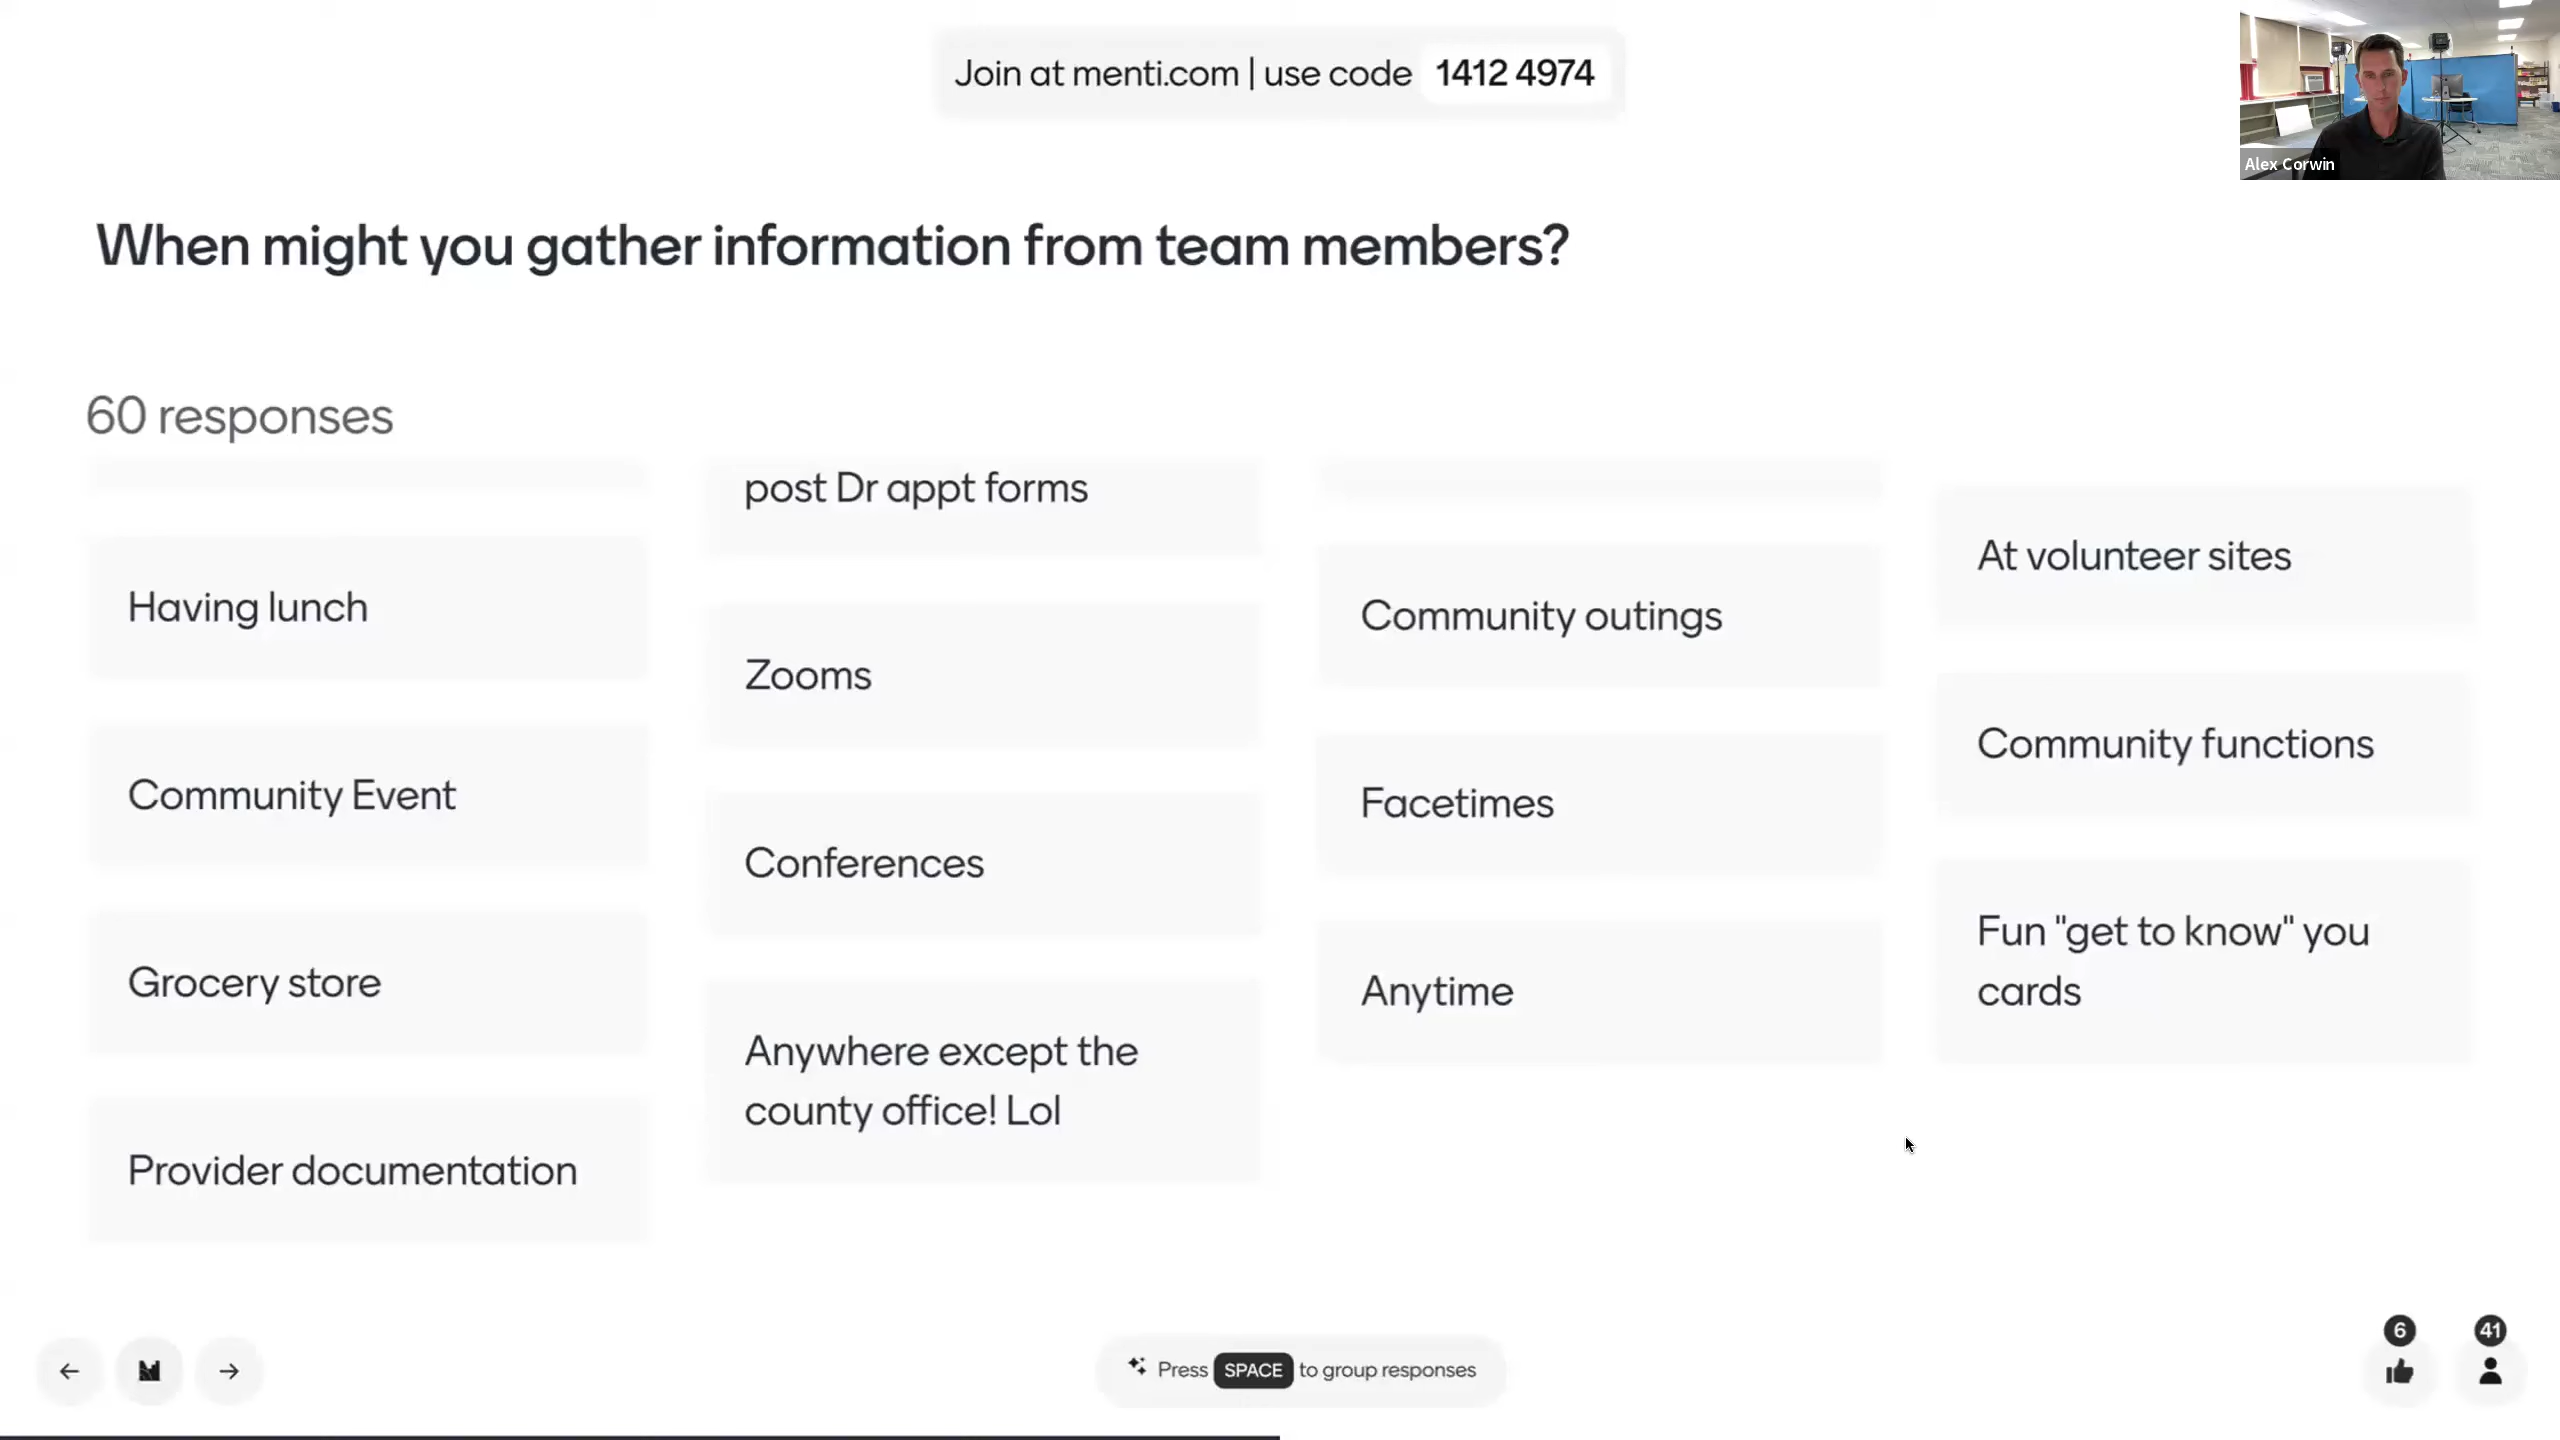 Join at menti.com | use code 1412 4974
Alex Corwin
When might you gather information from team members?
60 responses
Having lunch
Community Event
Grocery store
Provider documentation
post Dr appt forms
Zooms
Conferences
Anywhere except the
county office! Lol
Community outings
Facetimes
Anytime
At volunteer sites
Community functions
Fun "get to know" you
cards
Press SPACE to group responses
6
41